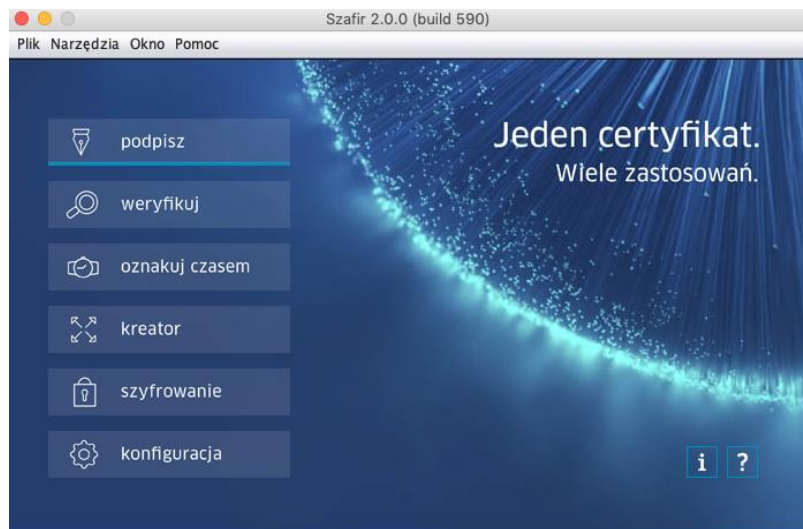 Szafir 2.0.0 (build 590)
Plik Narzędzia Okno Pomoc
podpisz
weryfikuj
oznakuj czasem
kreator
szyfrowanie
konfiguracja
Jeden certyfikat.
Wiele zastosowań.
i ?